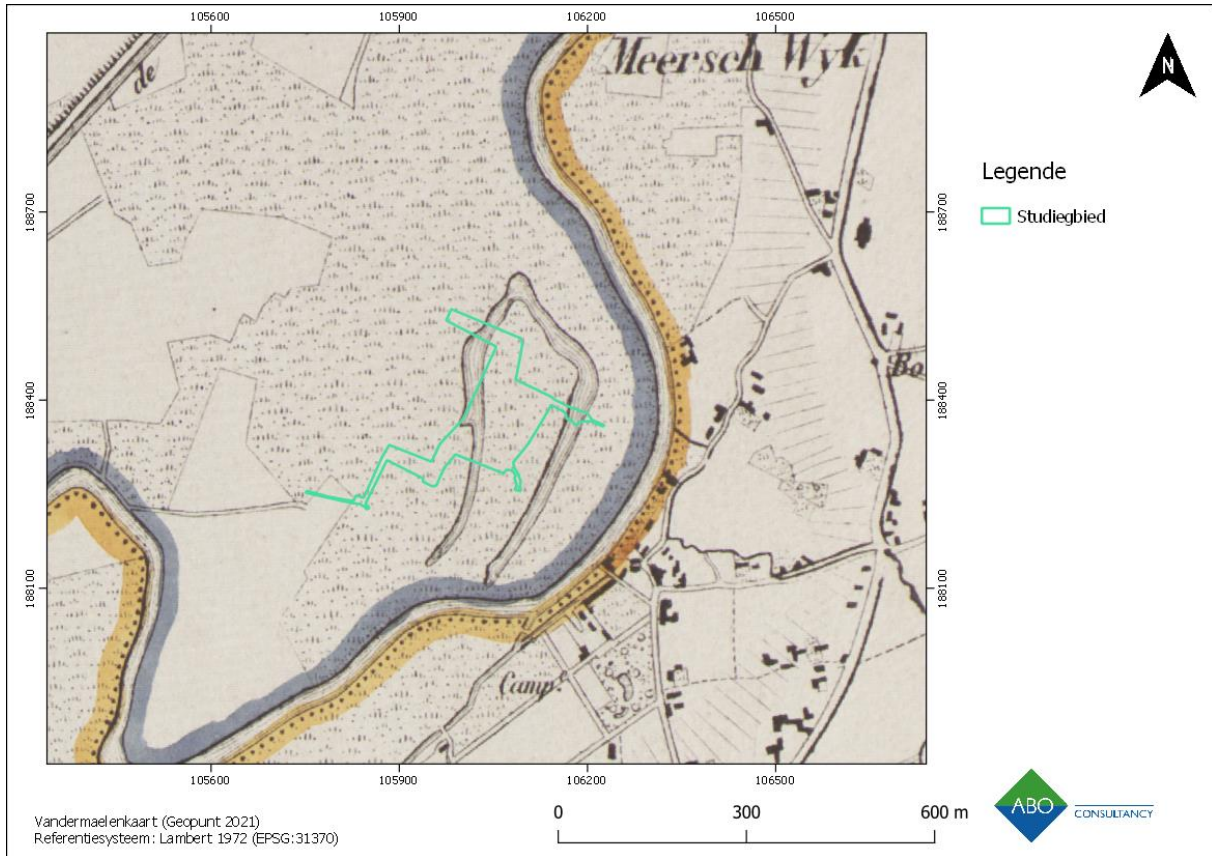 105600 105900 106200 106500
de
Meersch Wyk
N
Legende
Studiegbied
188700 188700
188400 188400
Bo
188100 188100
Camp.
105600 105900 106200 106500
Vandermaelenkaart (Geopunt 2021)
Referentiesysteem : Lambert 1972 (EPSG:31370)
0 300 600 m
ABO CONSULTANCY